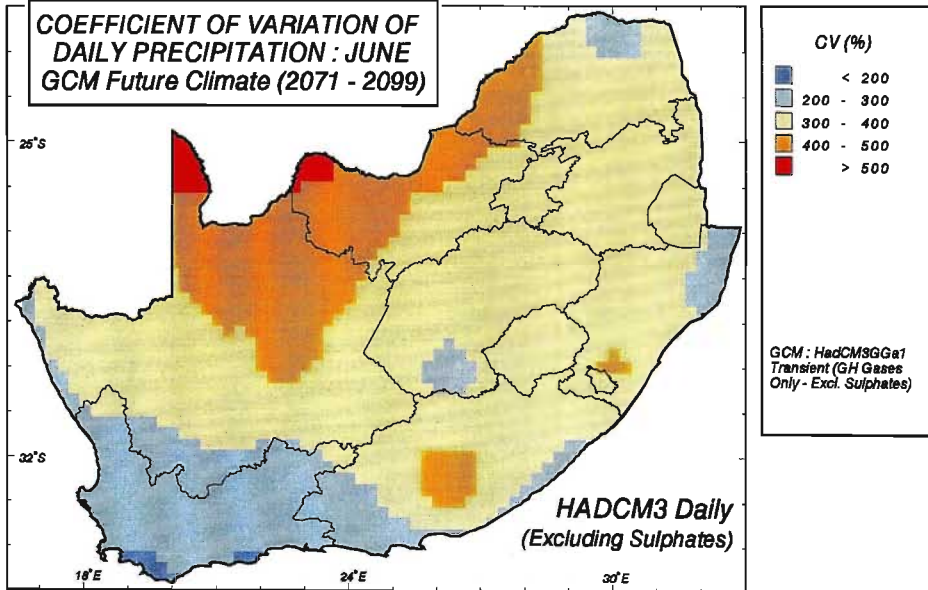 COEFFICIENT OF VARIATION OF
DAILY PRECIPITATION : JUNE
GCM Future Climate (2071 - 2099)
CV (%)
< 200
200 - 300
300 - 400
400 - 500
> 500
GCM : HadCM3GGa1
Transient (GH Gases
Only - Excl. Sulphates)
25°S
32°S
HADCM3 Daily
(Excluding Sulphates)
18°E
24°E
30°E